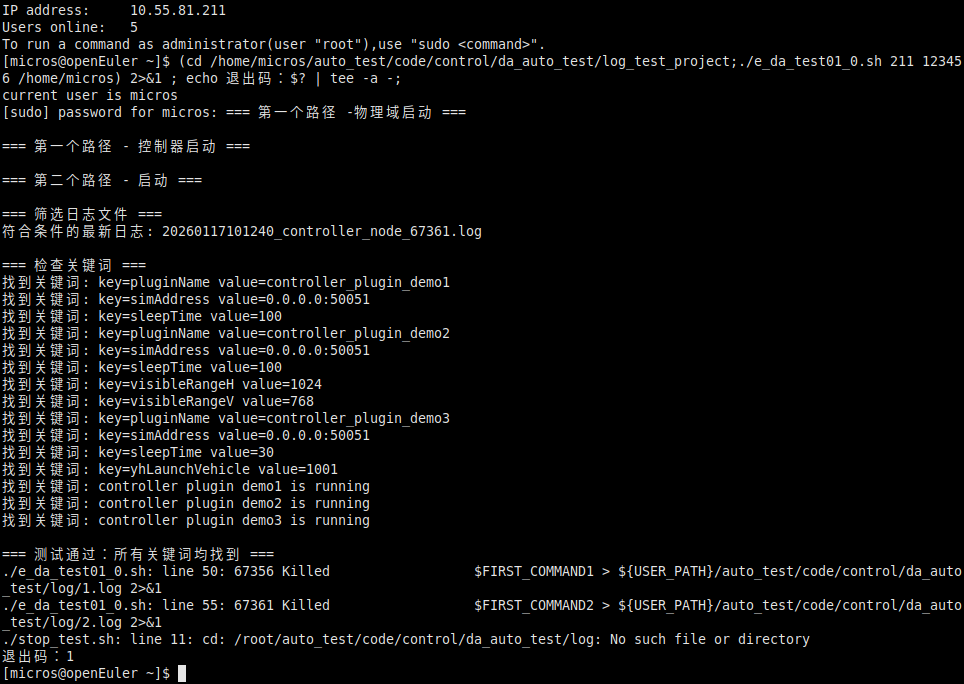 IP address:     10.55.81.211
Users online:   5
To run a command as administrator(user "root"),use "sudo <command>".
[micros@openEuler ~]$ (cd /home/micros/auto_test/code/control/da_auto_test/log_test_project;./e_da_test01_0.sh 211 12345
6 /home/micros) 2>&1 ; echo 退出码：$? | tee -a -;
current user is micros
[sudo] password for micros: === 第一个路径 -物理域启动 ===
=== 第一个路径 - 控制器启动 ===
=== 第二个路径 - 启动 ===
=== 筛选日志文件 ===
符合条件的最新日志: 20260117101240_controller_node_67361.log
=== 检查关键词 ===
找到关键词: key=pluginName value=controller_plugin_demo1
找到关键词: key=simAddress value=0.0.0.0:50051
找到关键词: key=sleepTime value=100
找到关键词: key=pluginName value=controller_plugin_demo2
找到关键词: key=simAddress value=0.0.0.0:50051
找到关键词: key=sleepTime value=100
找到关键词: key=visibleRangeH value=1024
找到关键词: key=visibleRangeV value=768
找到关键词: key=pluginName value=controller_plugin_demo3
找到关键词: key=simAddress value=0.0.0.0:50051
找到关键词: key=sleepTime value=30
找到关键词: key=yhLaunchVehicle value=1001
找到关键词: controller plugin demo1 is running
找到关键词: controller plugin demo2 is running
找到关键词: controller plugin demo3 is running
=== 测试通过：所有关键词均找到 ===
./e_da_test01_0.sh: line 50: 67356 Killed                  $FIRST_COMMAND1 > ${USER_PATH}/auto_test/code/control/da_auto
_test/log/1.log 2>&1
./e_da_test01_0.sh: line 55: 67361 Killed                  $FIRST_COMMAND2 > ${USER_PATH}/auto_test/code/control/da_auto
_test/log/2.log 2>&1
./stop_test.sh: line 11: cd: /root/auto_test/code/control/da_auto_test/log: No such file or directory
退出码：1
[micros@openEuler ~]$